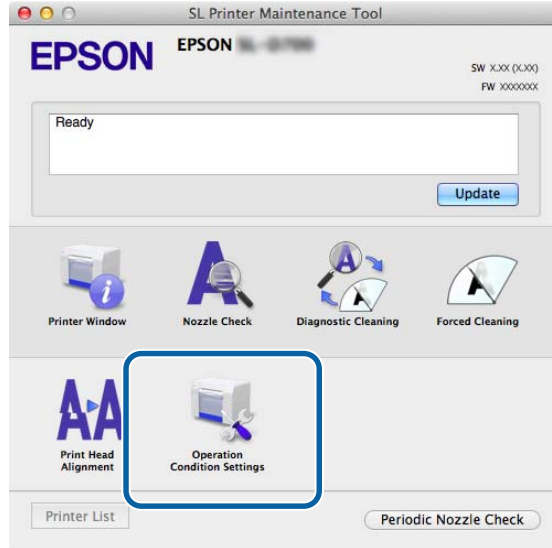 SL Printer Maintenance Tool
EPSON
EPSON
SW X.XX (X.XX)
FW XXXXXXX
Ready
Update
Printer Window
Nozzle Check
Diagnostic Cleaning
Forced Cleaning
Print Head
Alignment
Operation
Condition Settings
Printer List
Periodic Nozzle Check